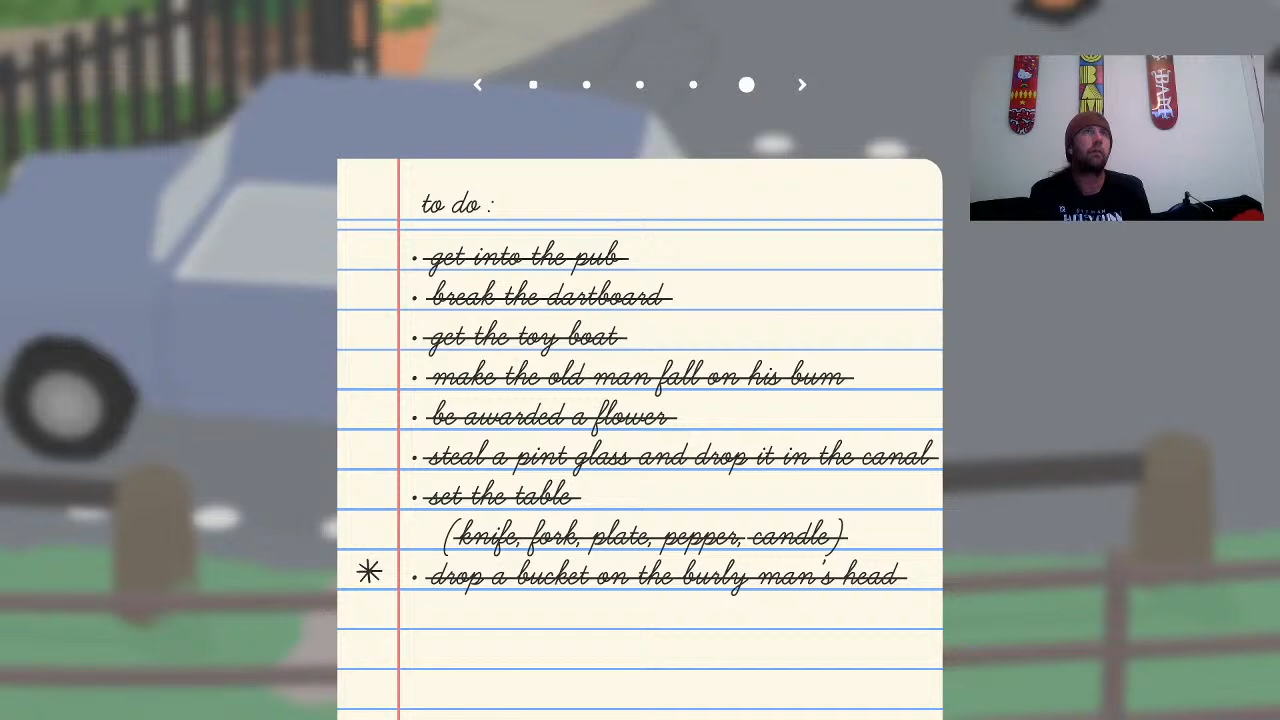 to do :
• get into the pub
• break the dartboard
• get the toy boat
• make the old man fall on his bum
• be awarded a flower
• steal a pint glass and drop it in the canal
• set the table
(knife, fork, plate, pepper, candle)
• drop a bucket on the burly man's head